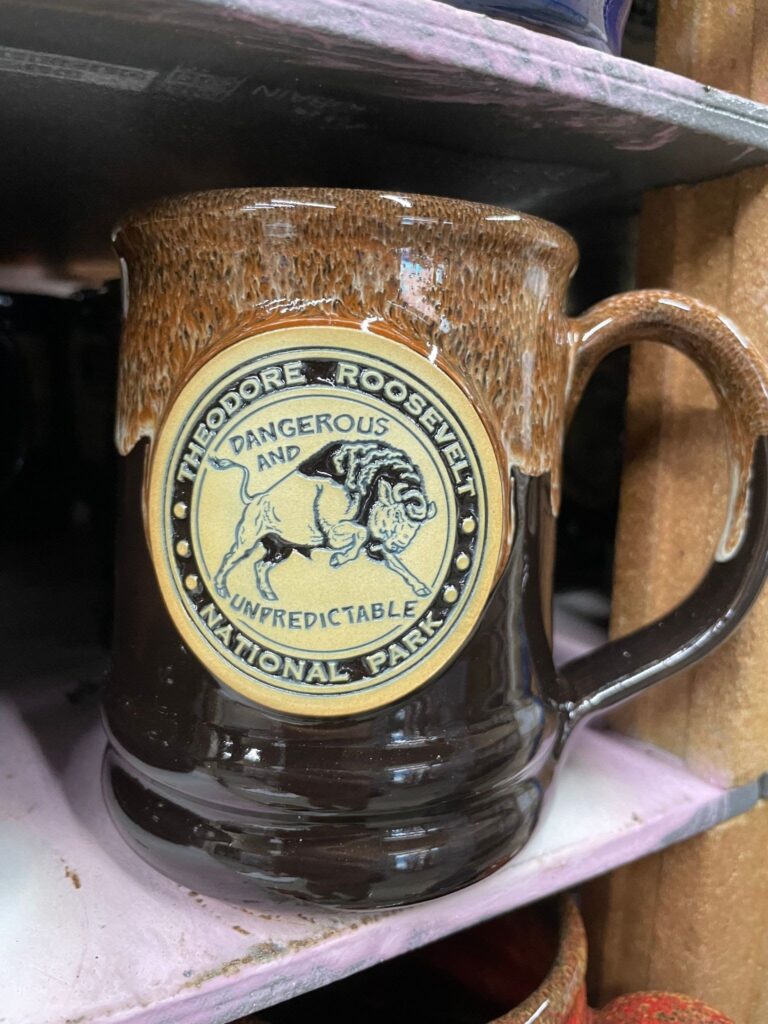 THEODORE ROOSEVELT
DANGEROUS
AND
UNPREDICTABLE
NATIONAL PARK